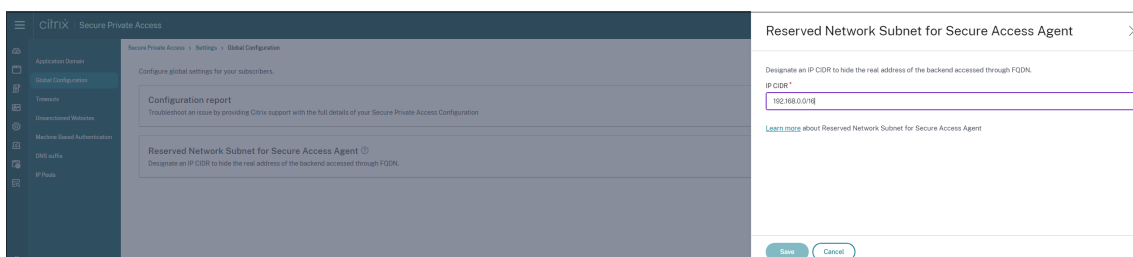 citrix | Secure Private Access
Secure Private Access > Settings > Global Configuration
Application Domain
Global Configuration
Timeouts
Unsanctioned Websites
Machine Based Authentication
DNS suffix
IP Pools
Configure global settings for your subscribers.
Configuration report
Troubleshoot an issue by providing Citrix support with the full details of your Secure Private Access Configuration
Reserved Network Subnet for Secure Access Agent
Designate an IP CIDR to hide the real address of the backend accessed through FQDN.
Reserved Network Subnet for Secure Access Agent
Designate an IP CIDR to hide the real address of the backend accessed through FQDN.
IP CIDR *
192.168.0.0/16
Learn more about Reserved Network Subnet for Secure Access Agent
Save
Cancel